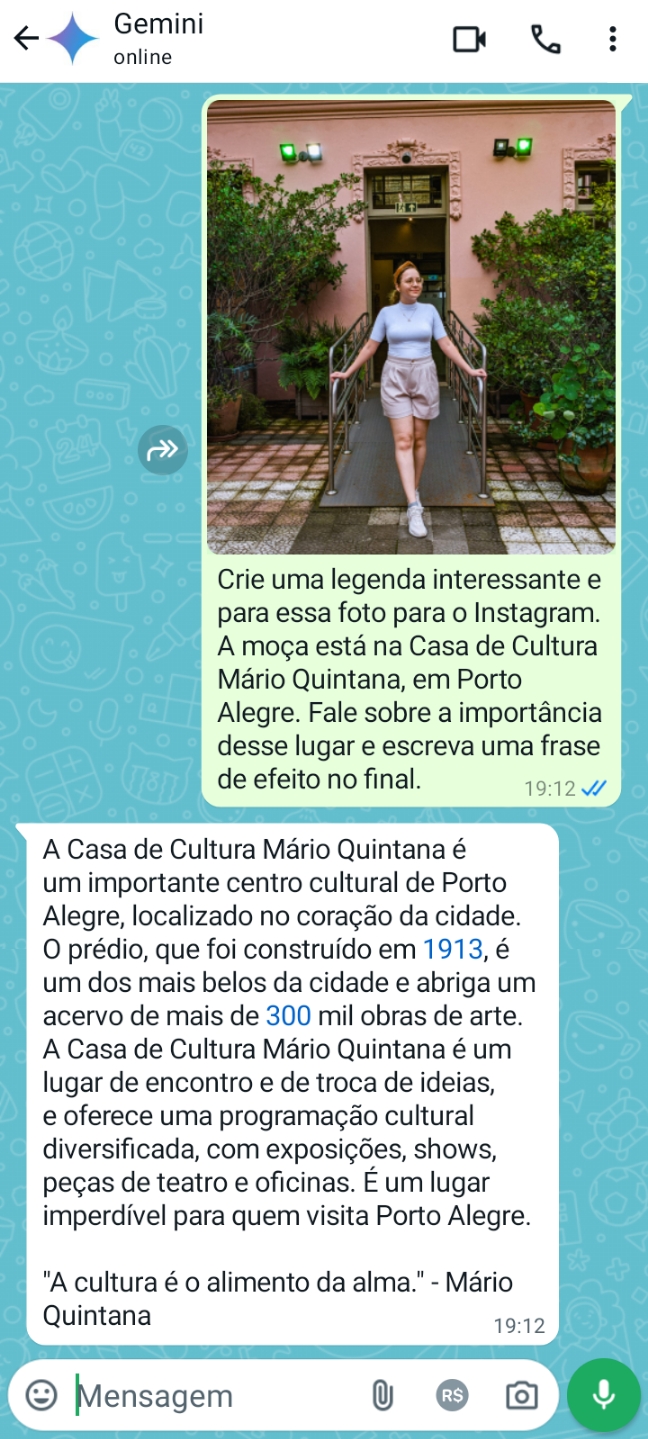 Gemini
online
Crie uma legenda interessante e
para essa foto para o Instagram.
A moça está na Casa de Cultura
Mário Quintana, em Porto
Alegre. Fale sobre a importância
desse lugar e escreva uma frase
de efeito no final.
19:12
A Casa de Cultura Mário Quintana é
um importante centro cultural de Porto
Alegre, localizado no coração da cidade.
O prédio, que foi construído em 1913, é
um dos mais belos da cidade e abriga um
acervo de mais de 300 mil obras de arte.
A Casa de Cultura Mário Quintana é um
lugar de encontro e de troca de ideias,
e oferece uma programação cultural
diversificada, com exposições, shows,
peças de teatro e oficinas. É um lugar
imperdível para quem visita Porto Alegre.
"A cultura é o alimento da alma." - Mário
Quintana
19:12
Mensagem
R$